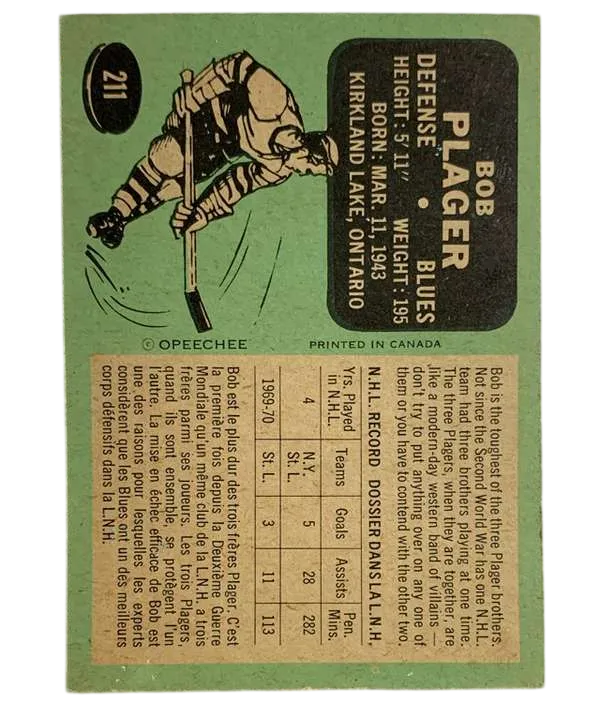 211
BOB
PLAGER
DEFENSE • BLUES
HEIGHT: 5' 11" WEIGHT: 195
BORN: MAR. 11, 1943
KIRKLAND LAKE, ONTARIO
© OPEECHEE PRINTED IN CANADA
Bob is the toughest of the three Plager brothers.
Not since the Second World War has one N.H.L.
team had three brothers playing at one time.
The three Plagers, when they are together, are
like a modern-day western band of villains —
don't try to put anything over on any one of
them or you have to contend with the other two.
N.H.L. RECORD DOSSIER DANS LA L.N.H.
Yrs. Played in N.H.L. Teams Goals Assists Pen. Mins.
4 N.Y. St. L. 5 28 282
1969-70 St. L. 3 11 113
Bob est le plus dur des trois frères Plager. C'est
la première fois depuis la Deuxième Guerre
Mondiale qu'un même club de la L.N.H. a trois
frères parmi ses joueurs. Les trois Plagers,
quand ils sont ensemble, se protègent l'un
l'autre. La mise en échec efficace de Bob est
une des raisons pour lesquelles les experts
considèrent que les Blues ont un des meilleurs
corps défensifs dans la L.N.H.